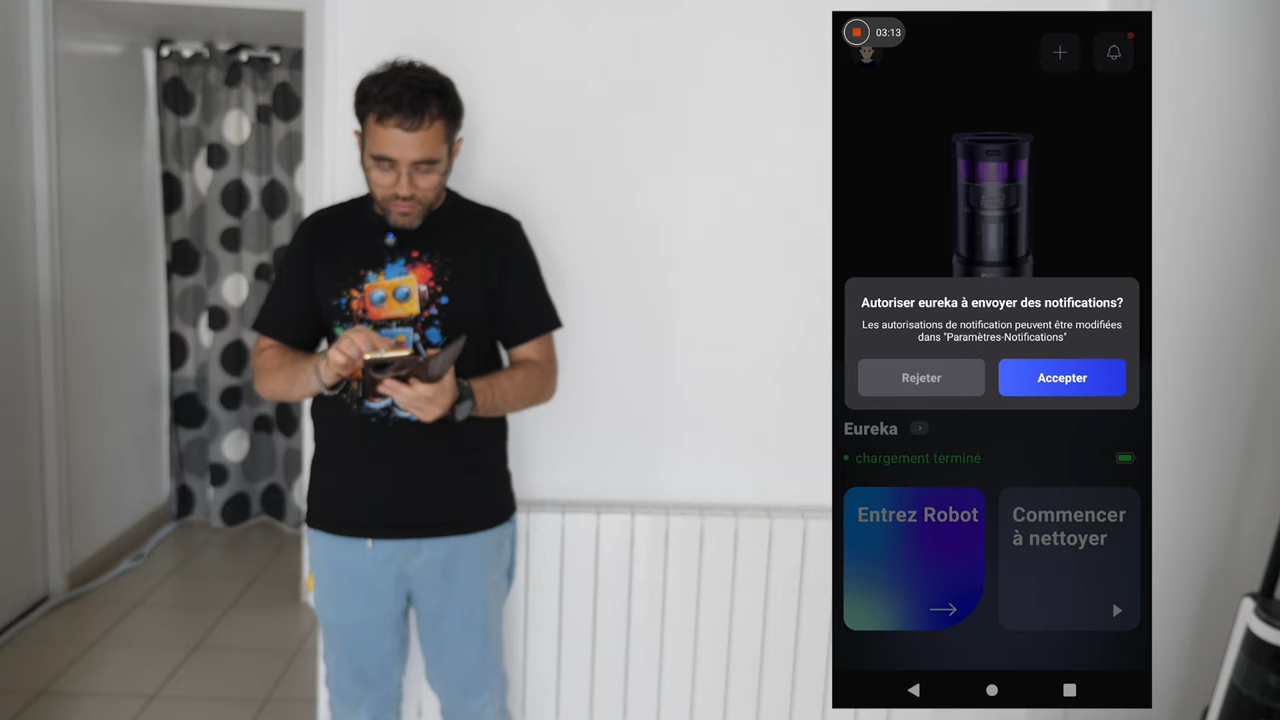 03:13
Autoriser eureka à envoyer des notifications?
Les autorisations de notification peuvent être modifiées
dans "Paramètres-Notifications"
Rejeter
Accepter
Eureka
chargement terminé
Entrez Robot
Commencer
à nettoyer